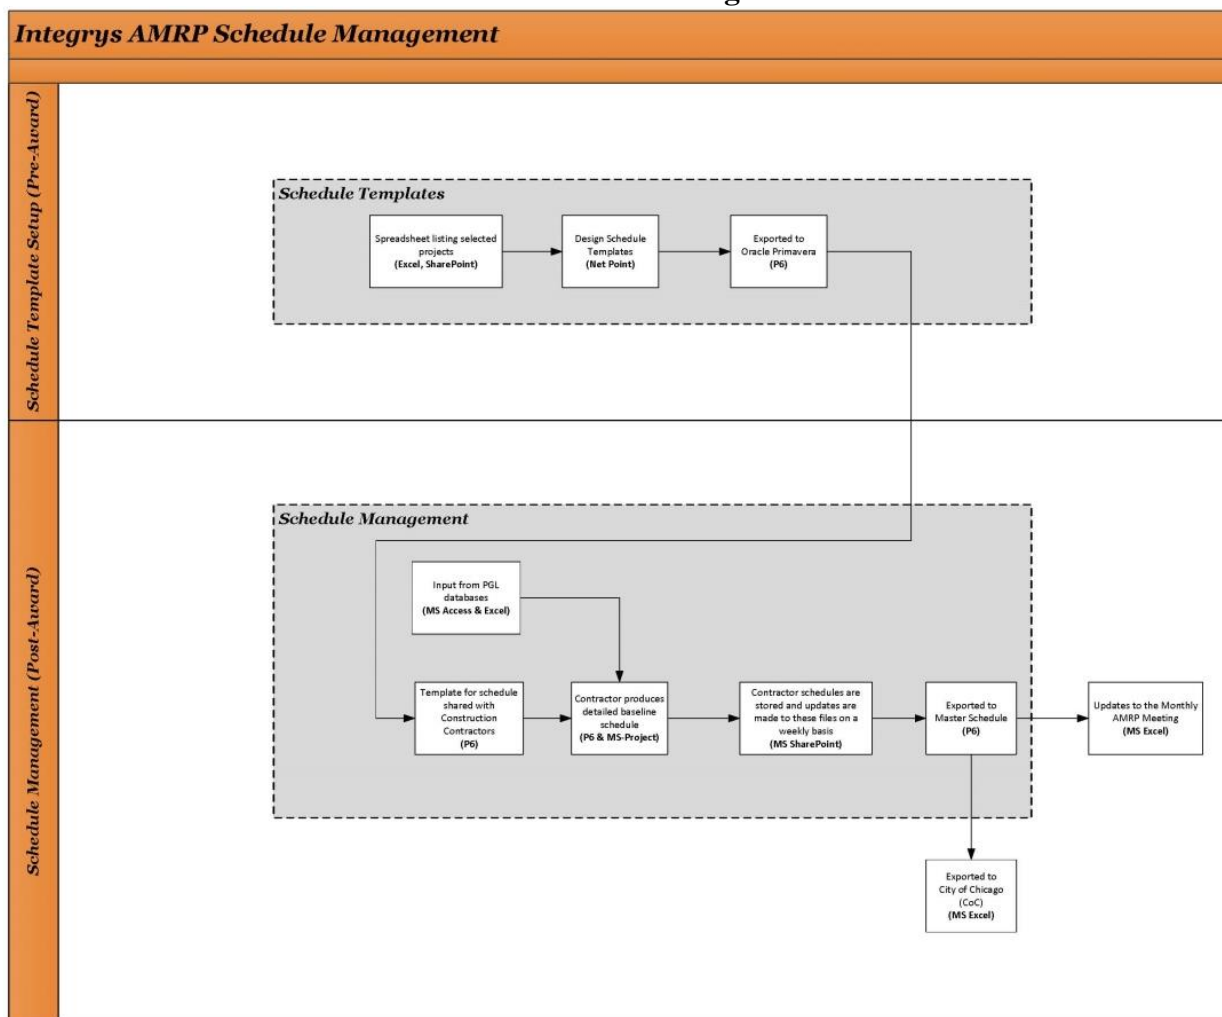 Integrys AMRP Schedule Management
Schedule Template Setup (Pre-Award)
Schedule Templates
Spreadsheet listing selected
projects
(Excel, SharePoint)
Design Schedule
Templates
(Net Point)
Exported to
Oracle Primavera
(P6)
Schedule Management (Post-Award)
Schedule Management
Input from PGL
databases
(MS Access & Excel)
Template for schedule
shared with
Construction
Contractors
(P6)
Contractor produces
detailed baseline
schedule
(P6 & MS-Project)
Contractor schedules are
stored and updates are
made to these files on a
weekly basis
(MS SharePoint)
Exported to
Master Schedule
(P6)
Updates to the Monthly
AMRP Meeting
(MS Excel)
Exported to
City of Chicago
(CoC)
(MS Excel)